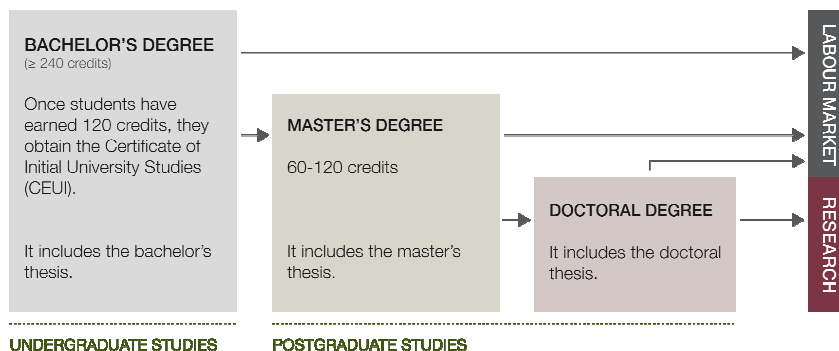 BACHELOR'S DEGREE
(≥ 240 credits)
Once students have
earned 120 credits, they
obtain the Certificate of
Initial University Studies
(CEUI).
It includes the bachelor's
thesis.
MASTER'S DEGREE
60-120 credits
It includes the master's
thesis.
DOCTORAL DEGREE
It includes the doctoral
thesis.
LABOUR MARKET
RESEARCH
UNDERGRADUATE STUDIES
POSTGRADUATE STUDIES